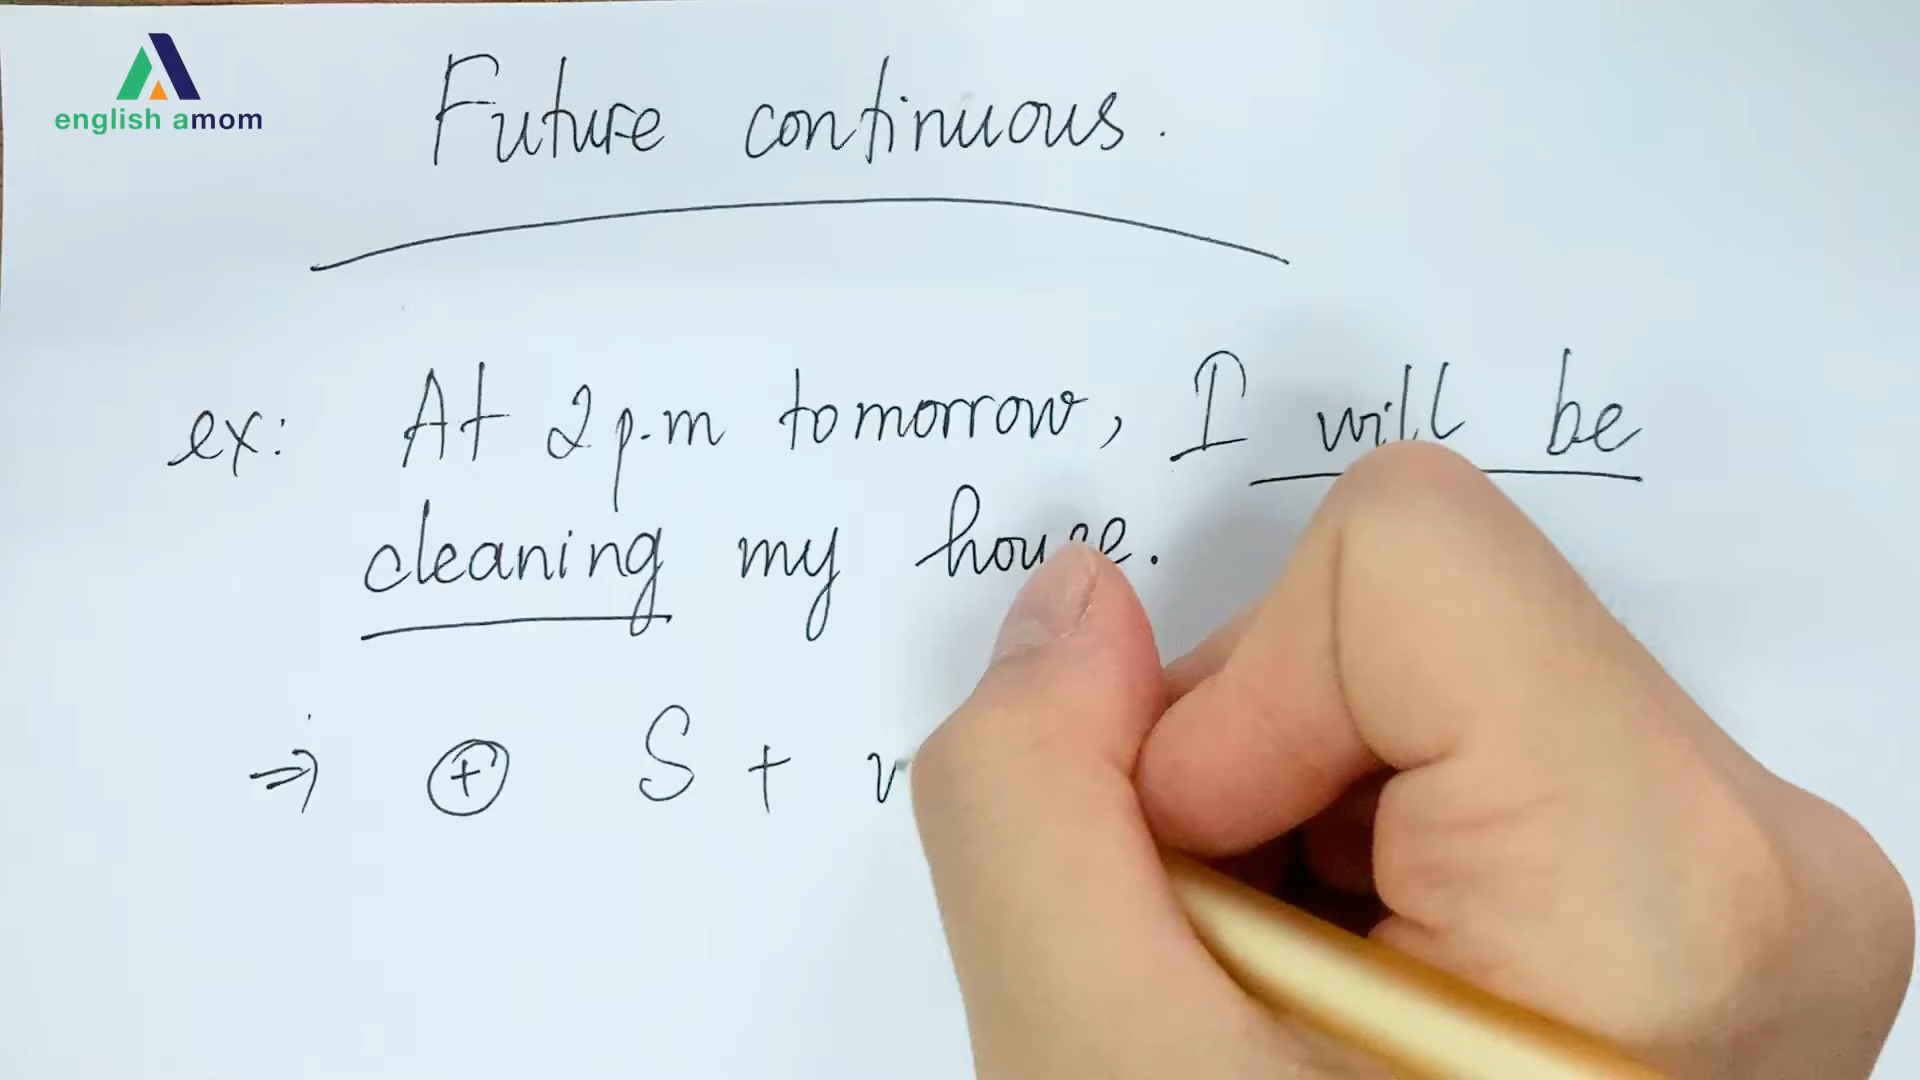 english amom
Future continuous.
ex: At 2 p.m tomorrow, I will be
cleaning my house.
⇒ ⊕ S +